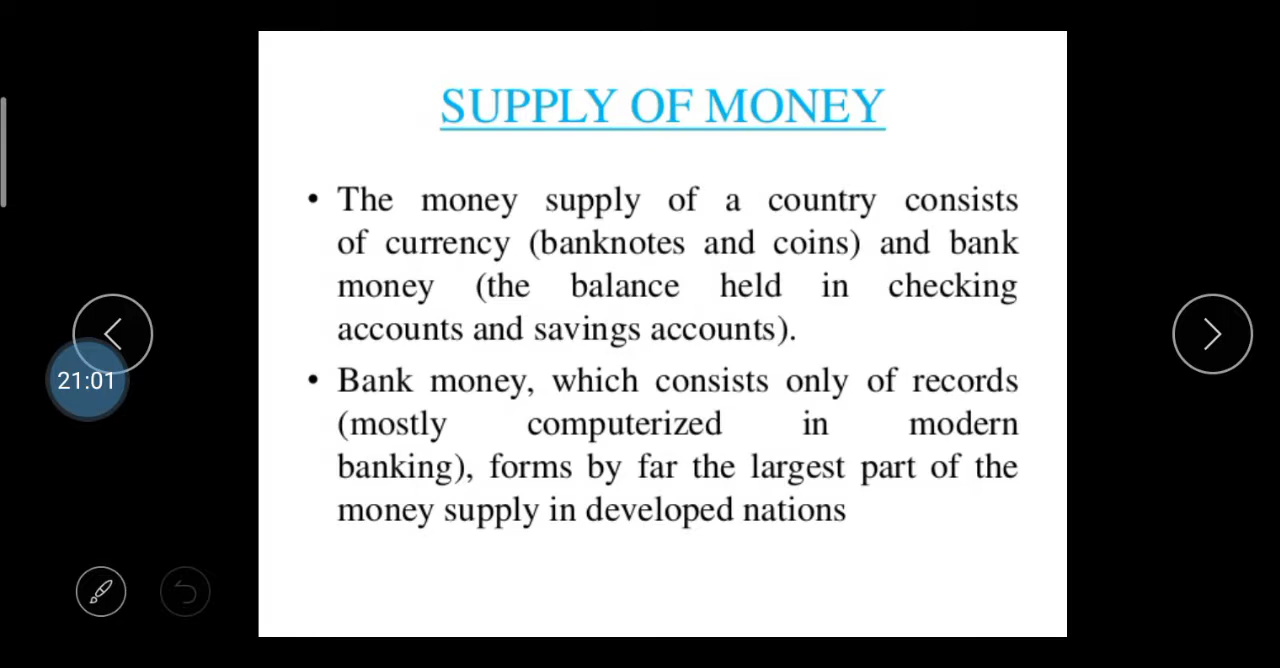 SUPPLY OF MONEY
• The money supply of a country consists
of currency (banknotes and coins) and bank
money (the balance held in checking
accounts and savings accounts).
21:01
• Bank money, which consists only of records
(mostly computerized in modern
banking), forms by far the largest part of the
money supply in developed nations